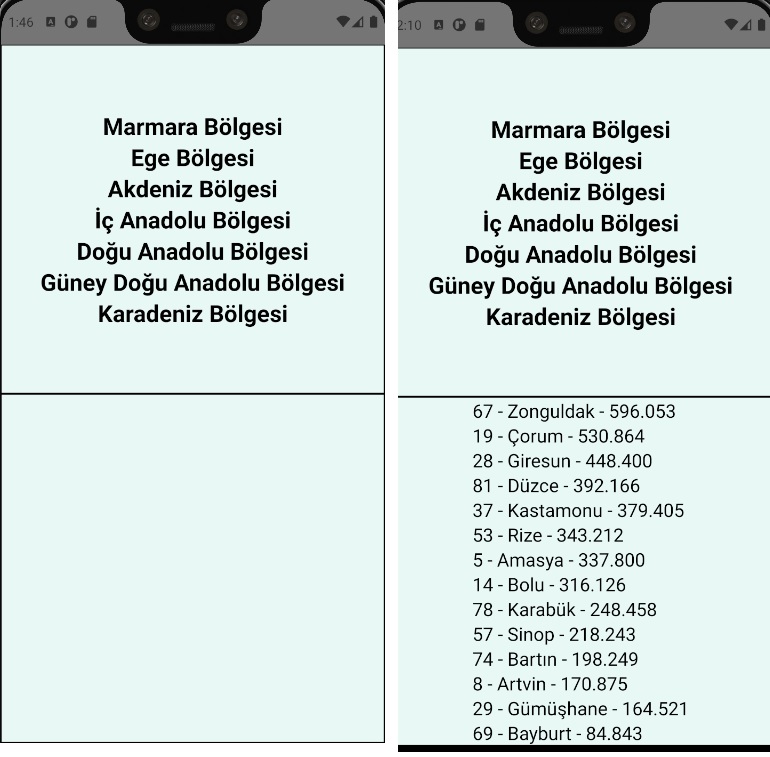 1:46
Marmara Bölgesi
Ege Bölgesi
Akdeniz Bölgesi
İç Anadolu Bölgesi
Doğu Anadolu Bölgesi
Güney Doğu Anadolu Bölgesi
Karadeniz Bölgesi
2:10
Marmara Bölgesi
Ege Bölgesi
Akdeniz Bölgesi
İç Anadolu Bölgesi
Doğu Anadolu Bölgesi
Güney Doğu Anadolu Bölgesi
Karadeniz Bölgesi
67 - Zonguldak - 596.053
19 - Çorum - 530.864
28 - Giresun - 448.400
81 - Düzce - 392.166
37 - Kastamonu - 379.405
53 - Rize - 343.212
5 - Amasya - 337.800
14 - Bolu - 316.126
78 - Karabük - 248.458
57 - Sinop - 218.243
74 - Bartın - 198.249
8 - Artvin - 170.875
29 - Gümüşhane - 164.521
69 - Bayburt - 84.843